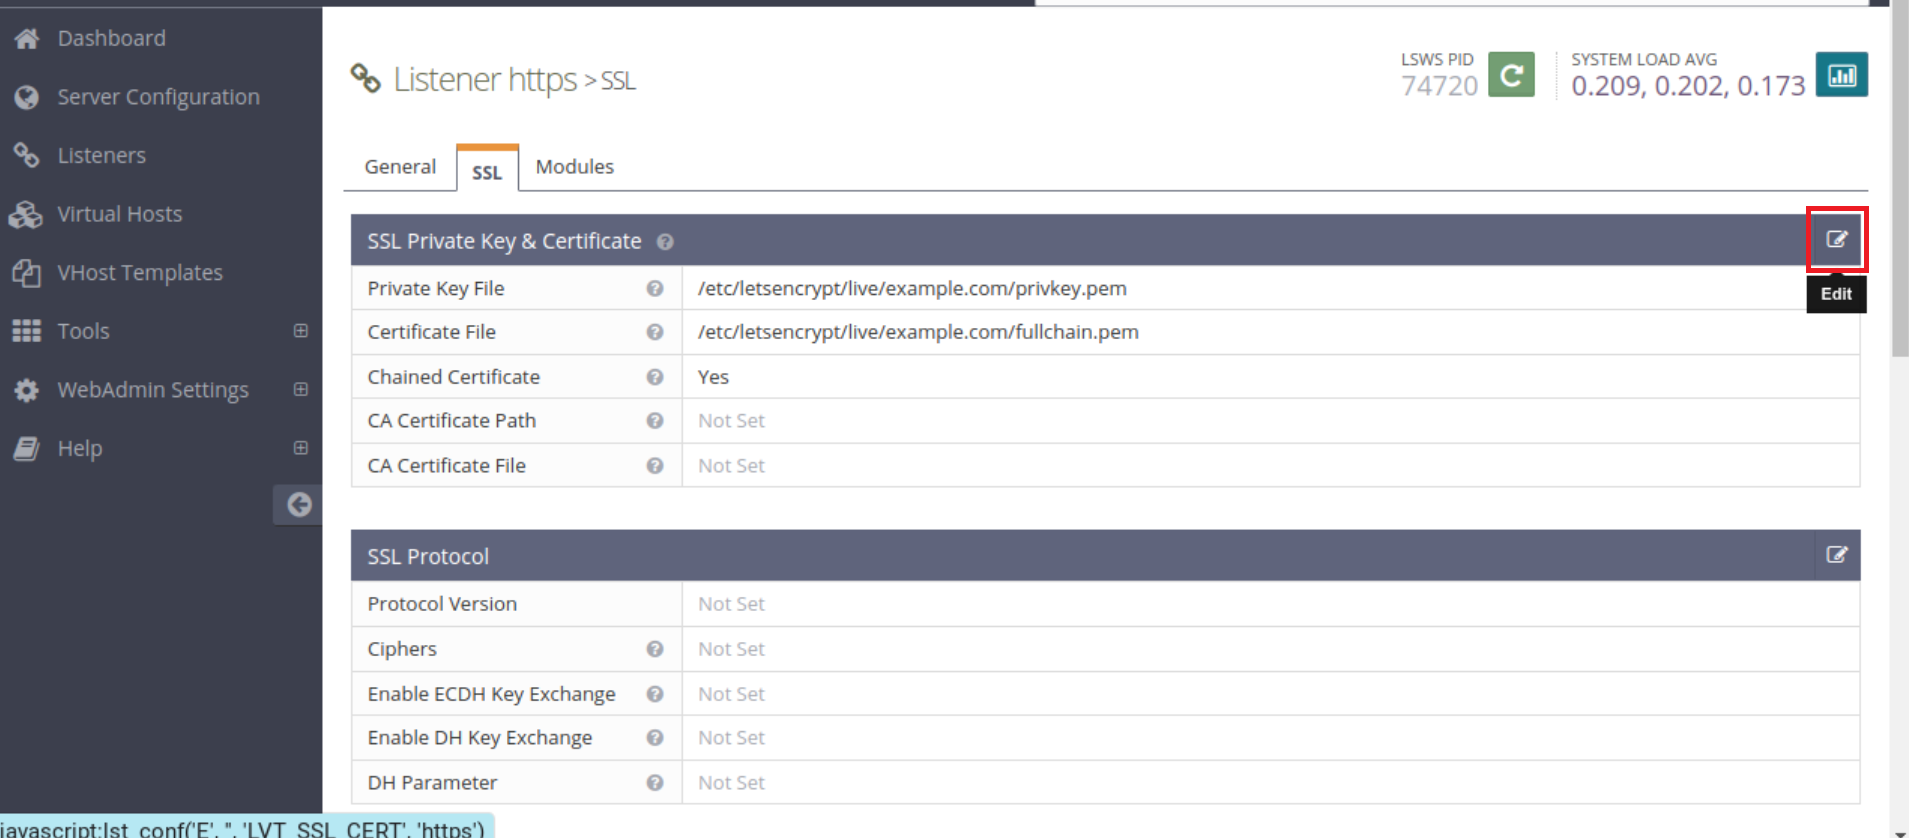 Dashboard
Server Configuration
Listeners
Virtual Hosts
VHost Templates
Tools
WebAdmin Settings
Help
Listener https > SSL
LSWS PID
74720
SYSTEM LOAD AVG
0.209, 0.202, 0.173
General SSL Modules
SSL Private Key & Certificate
Edit
Private Key File /etc/letsencrypt/live/example.com/privkey.pem
Certificate File /etc/letsencrypt/live/example.com/fullchain.pem
Chained Certificate Yes
CA Certificate Path Not Set
CA Certificate File Not Set
SSL Protocol
Protocol Version Not Set
Ciphers Not Set
Enable ECDH Key Exchange Not Set
Enable DH Key Exchange Not Set
DH Parameter Not Set
javascript:lst_conf('E', '', 'LVT_SSL_CERT', 'https')